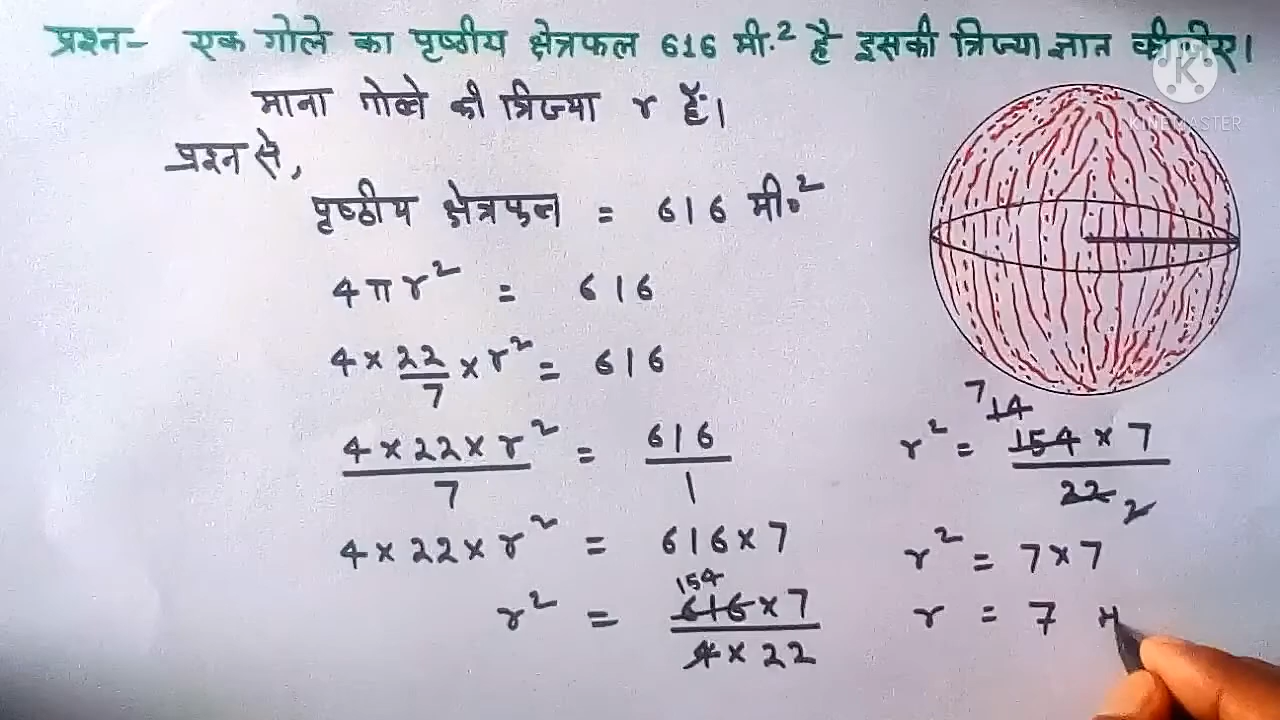 प्रश्न- एक गोले का पृष्ठीय क्षेत्रफल 616 मी.² है इसकी त्रिज्या ज्ञात कीजिए।
K
KINEMASTER
माना गोले की त्रिज्या r हैं।
प्रश्न से,
पृष्ठीय क्षेत्रफल = 616 मी.²
4πr² = 616
4 × 22/7 × r² = 616
4 × 22 × r² / 7 = 616 / 1
4 × 22 × r² = 616 × 7
154
r² = 616 × 7 / 4 × 22
7 14
r² = 154 × 7 / 22 2
r² = 7 × 7
r = 7